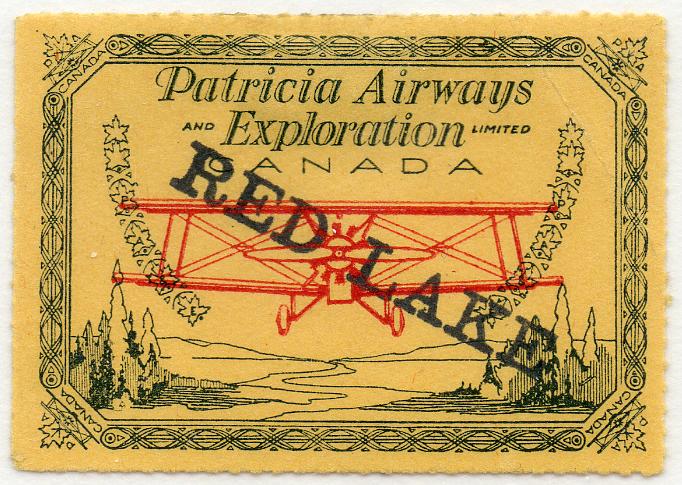 CANADA
CANADA
Patricia Airways
AND Exploration LIMITED
CANADA
RED LAKE
CANADA
CANADA